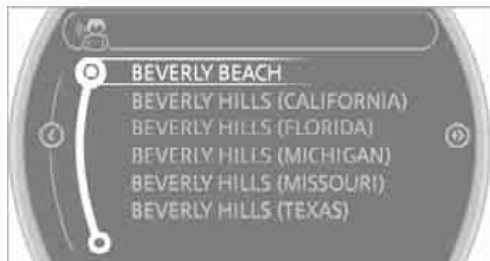 BEVERLY BEACH
BEVERLY HILLS (CALIFORNIA)
BEVERLY HILLS (FLORIDA)
BEVERLY HILLS (MICHIGAN)
BEVERLY HILLS (MISSOURI)
BEVERLY HILLS (TEXAS)